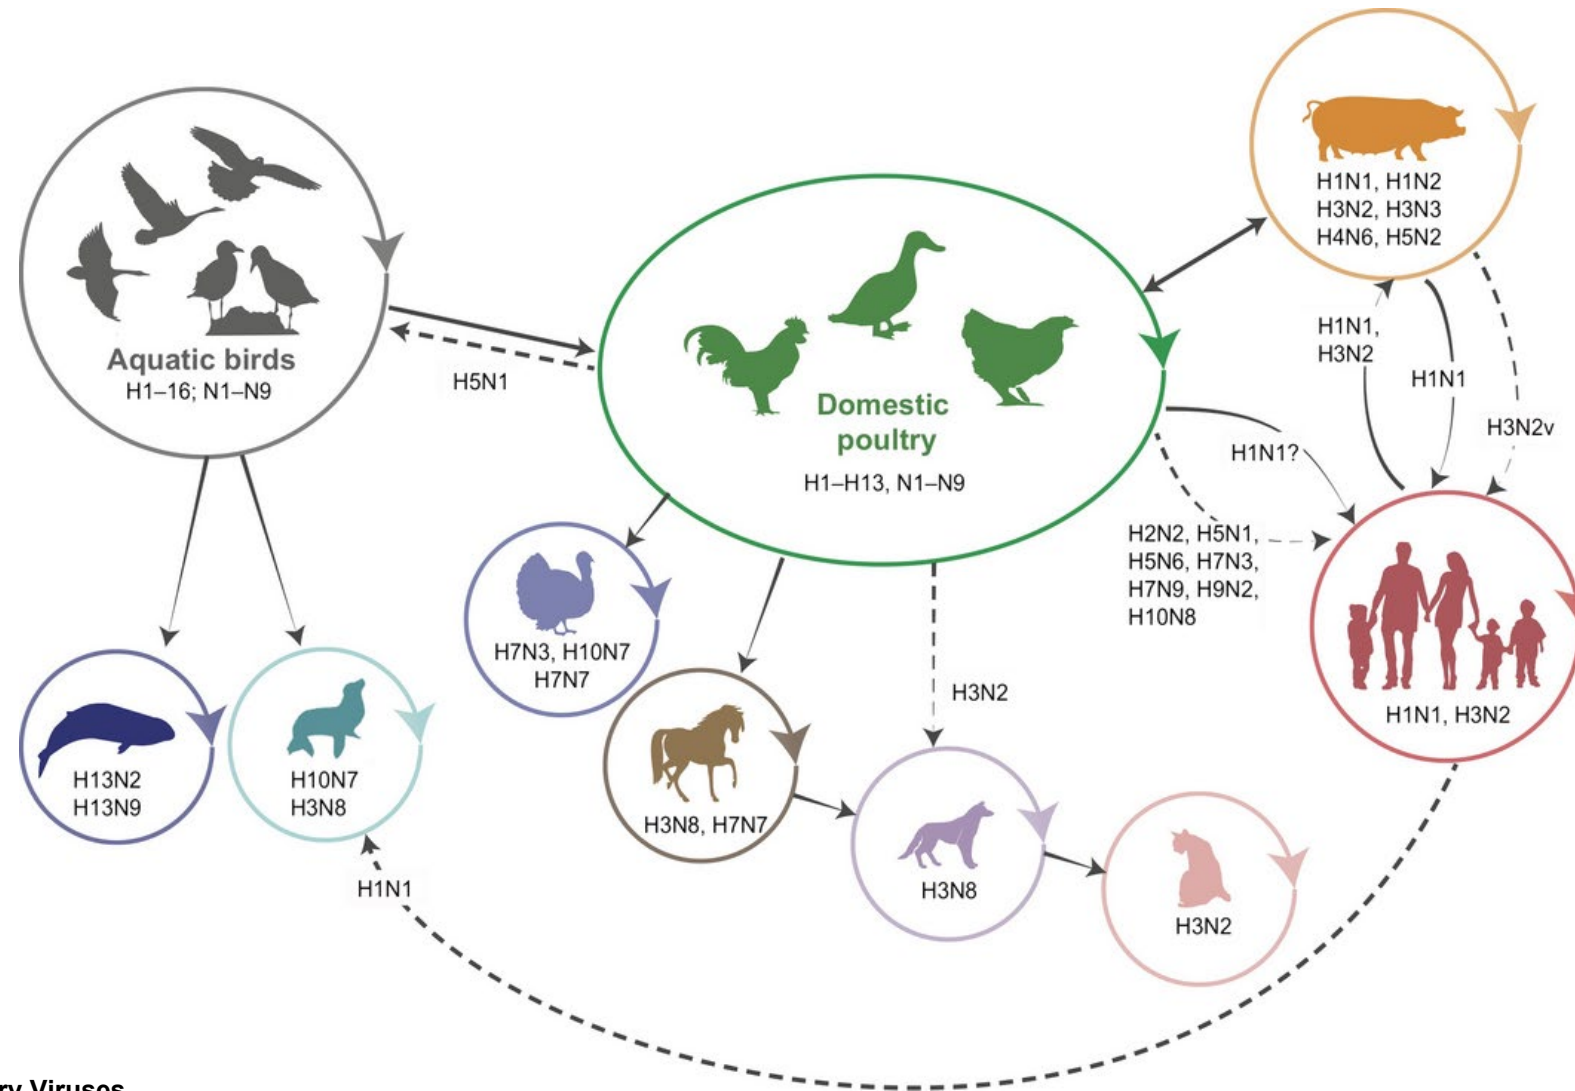 Aquatic birds
H1–16; N1–N9
H5N1
Domestic
poultry
H1–H13, N1–N9
H1N1, H1N2
H3N2, H3N3
H4N6, H5N2
H1N1,
H3N2
H1N1
H3N2v
H1N1?
H2N2, H5N1,
H5N6, H7N3,
H7N9, H9N2,
H10N8
H1N1, H3N2
H7N3, H10N7
H7N7
H3N2
H13N2
H13N9
H10N7
H3N8
H3N8, H7N7
H3N8
H3N2
H1N1
ry Viruses